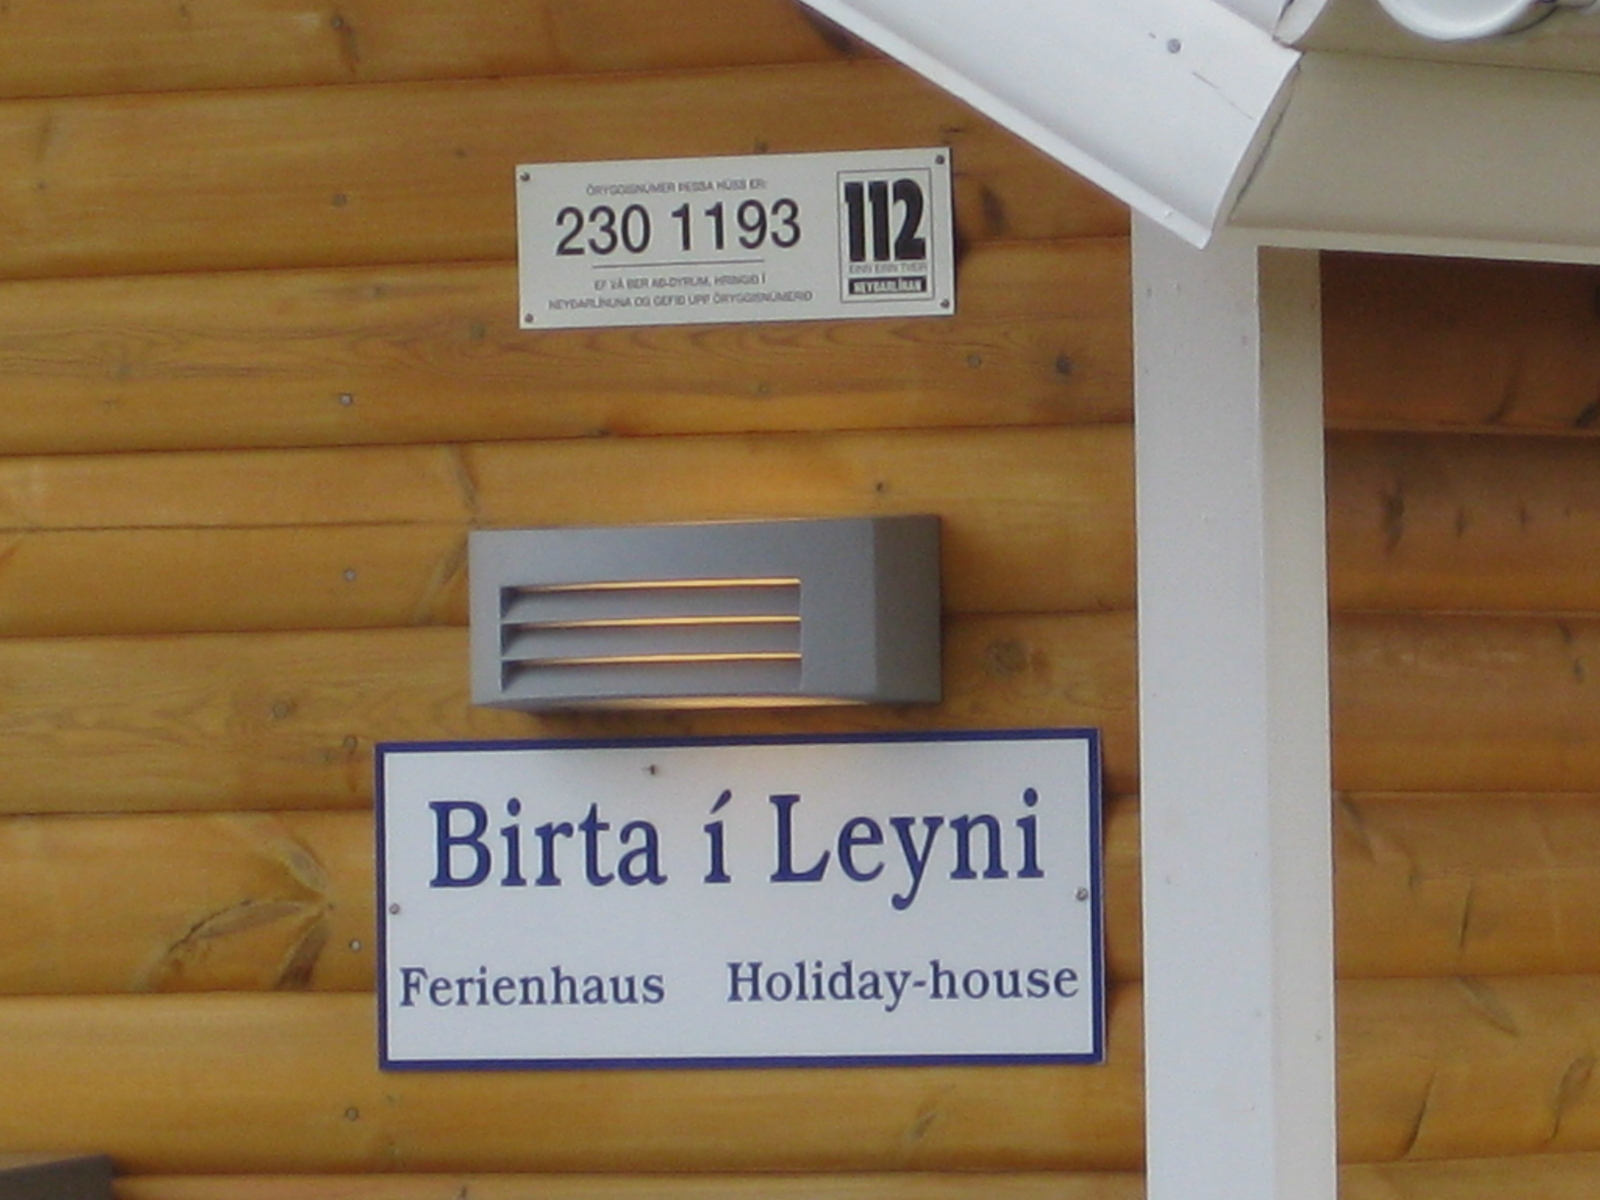 ÖRYGGISNÚMER ÞESSA HÚSS ER:
230 1193
EF VÁ BER AÐ DYRUM, HRINGIÐ Í
NEYÐARLÍNUNA OG GEFIÐ UPP ÖRYGGISNÚMERIÐ
112
EINN EINN TVEIR
NEYÐARLÍNAN
Birta í Leyni
Ferienhaus Holiday-house